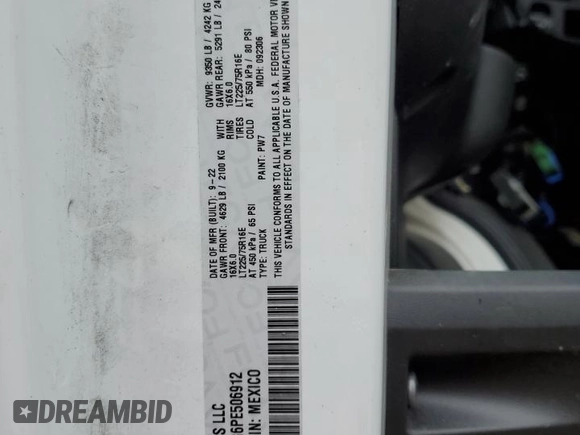 S LLC
DATE OF MFR (BUILT): 9-22
GVWR: 9350 LB / 4242 KG
GAWR FRONT: 4629 LB / 2100 KG
GAWR REAR: 5291 LB / 24
16X6.0
WITH
RIMS
16X6.0
LT225/75R16E
TIRES
LT225/75R16E
AT 450 kPa / 65 PSI
COLD
AT 550 kPa / 80 PSI
TYPE: TRUCK
PAINT: PW7
MDH: 092306
THIS VEHICLE CONFORMS TO ALL APPLICABLE U.S.A. FEDERAL MOTOR VE
STANDARDS IN EFFECT ON THE DATE OF MANUFACTURE SHOWN
6PE506912
IN: MEXICO
DEALERSHIPS4YOU